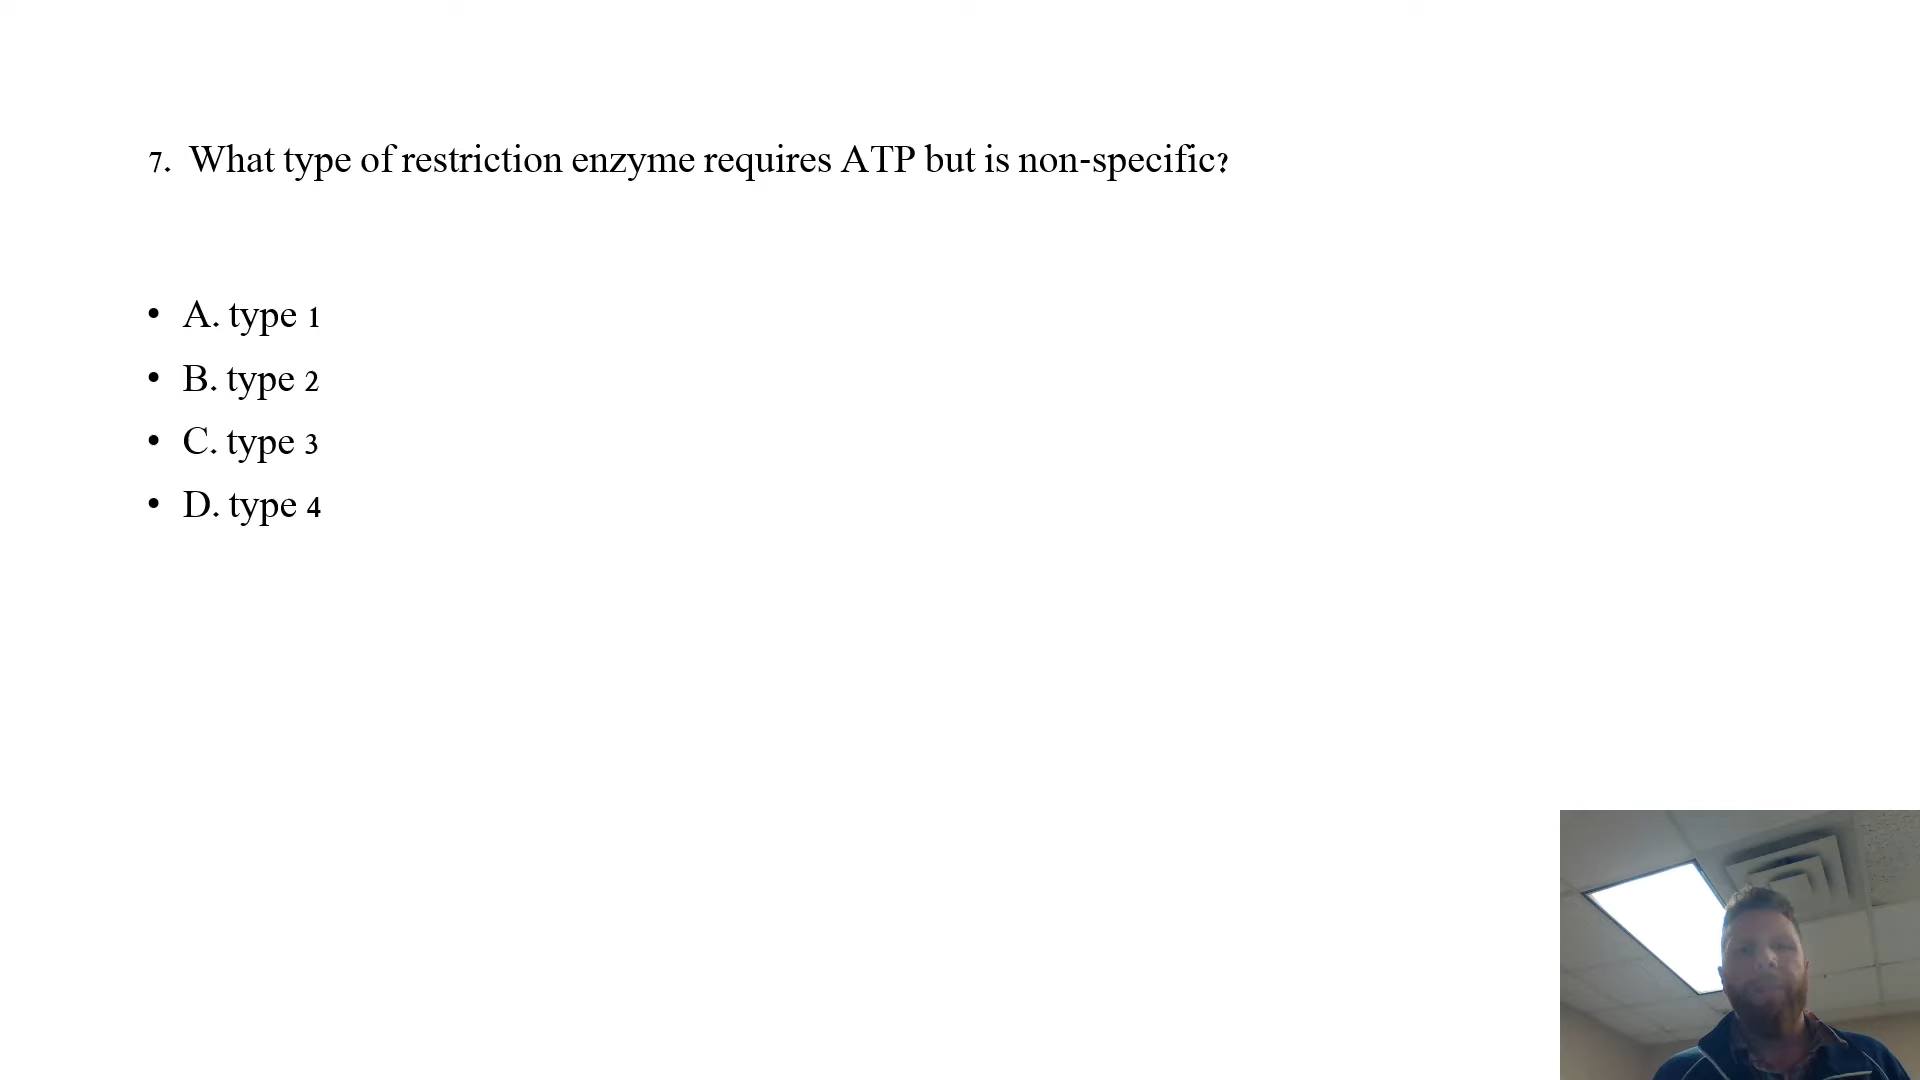 7. What type of restriction enzyme requires ATP but is non-specific?
• A. type 1
• B. type 2
• C. type 3
• D. type 4